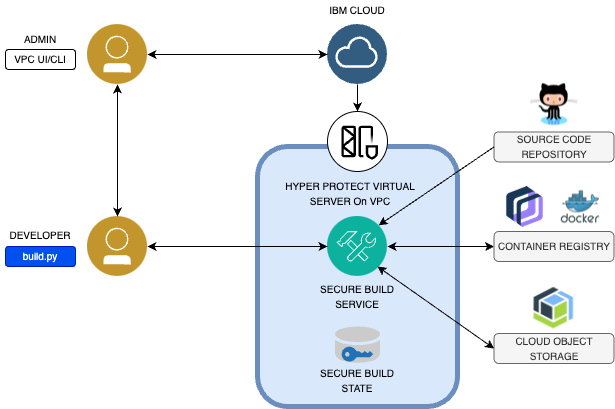 IBM CLOUD
ADMIN
VPC UI/CLI
SOURCE CODE
REPOSITORY
HYPER PROTECT VIRTUAL
SERVER On VPC
docker
DEVELOPER
build.py
CONTAINER REGISTRY
SECURE BUILD
SERVICE
CLOUD OBJECT
STORAGE
SECURE BUILD
STATE